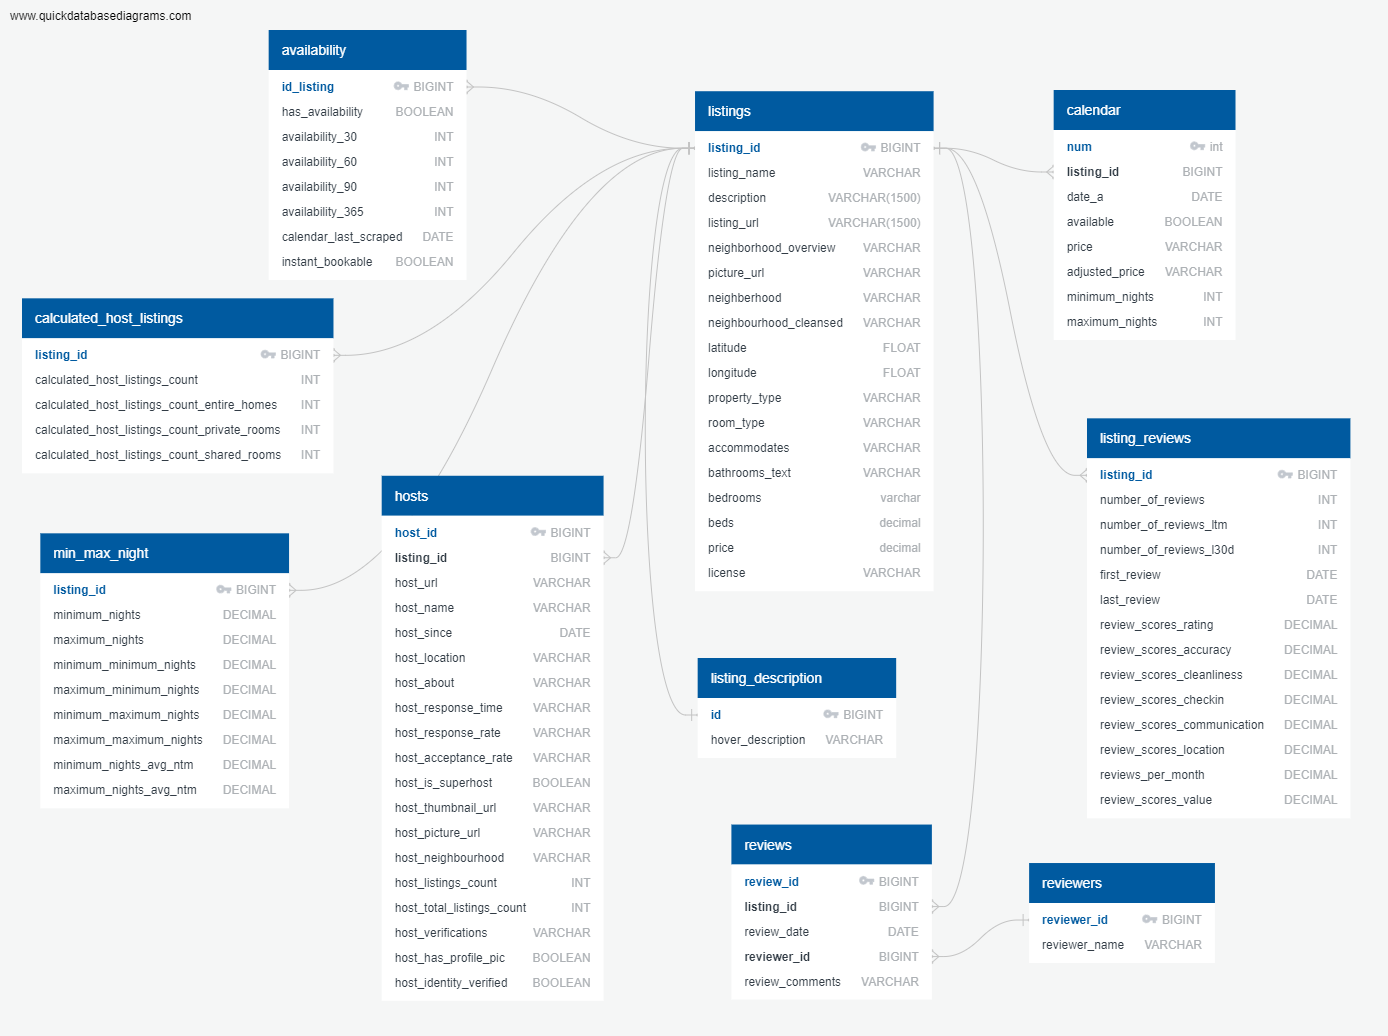 www.quickdatabasediagrams.com
availability
id_listing BIGINT
has_availability BOOLEAN
availability_30 INT
availability_60 INT
availability_90 INT
availability_365 INT
calendar_last_scraped DATE
instant_bookable BOOLEAN
listings
listing_id BIGINT
listing_name VARCHAR
description VARCHAR(1500)
listing_url VARCHAR(1500)
neighborhood_overview VARCHAR
picture_url VARCHAR
neighberhood VARCHAR
neighbourhood_cleansed VARCHAR
latitude FLOAT
longitude FLOAT
property_type VARCHAR
room_type VARCHAR
accommodates VARCHAR
bathrooms_text VARCHAR
bedrooms varchar
beds decimal
price decimal
license VARCHAR
calendar
num int
listing_id BIGINT
date_a DATE
available BOOLEAN
price VARCHAR
adjusted_price VARCHAR
minimum_nights INT
maximum_nights INT
calculated_host_listings
listing_id BIGINT
calculated_host_listings_count INT
calculated_host_listings_count_entire_homes INT
calculated_host_listings_count_private_rooms INT
calculated_host_listings_count_shared_rooms INT
listing_reviews
listing_id BIGINT
number_of_reviews INT
number_of_reviews_ltm INT
number_of_reviews_l30d INT
first_review DATE
last_review DATE
review_scores_rating DECIMAL
review_scores_accuracy DECIMAL
review_scores_cleanliness DECIMAL
review_scores_checkin DECIMAL
review_scores_communication DECIMAL
review_scores_location DECIMAL
reviews_per_month DECIMAL
review_scores_value DECIMAL
hosts
host_id BIGINT
listing_id BIGINT
host_url VARCHAR
host_name VARCHAR
host_since DATE
host_location VARCHAR
host_about VARCHAR
host_response_time VARCHAR
host_response_rate VARCHAR
host_acceptance_rate VARCHAR
host_is_superhost BOOLEAN
host_thumbnail_url VARCHAR
host_picture_url VARCHAR
host_neighbourhood VARCHAR
host_listings_count INT
host_total_listings_count INT
host_verifications VARCHAR
host_has_profile_pic BOOLEAN
host_identity_verified BOOLEAN
min_max_night
listing_id BIGINT
minimum_nights DECIMAL
maximum_nights DECIMAL
minimum_minimum_nights DECIMAL
maximum_minimum_nights DECIMAL
minimum_maximum_nights DECIMAL
maximum_maximum_nights DECIMAL
minimum_nights_avg_ntm DECIMAL
maximum_nights_avg_ntm DECIMAL
listing_description
id BIGINT
hover_description VARCHAR
reviews
review_id BIGINT
listing_id BIGINT
review_date DATE
reviewer_id BIGINT
review_comments VARCHAR
reviewers
reviewer_id BIGINT
reviewer_name VARCHAR